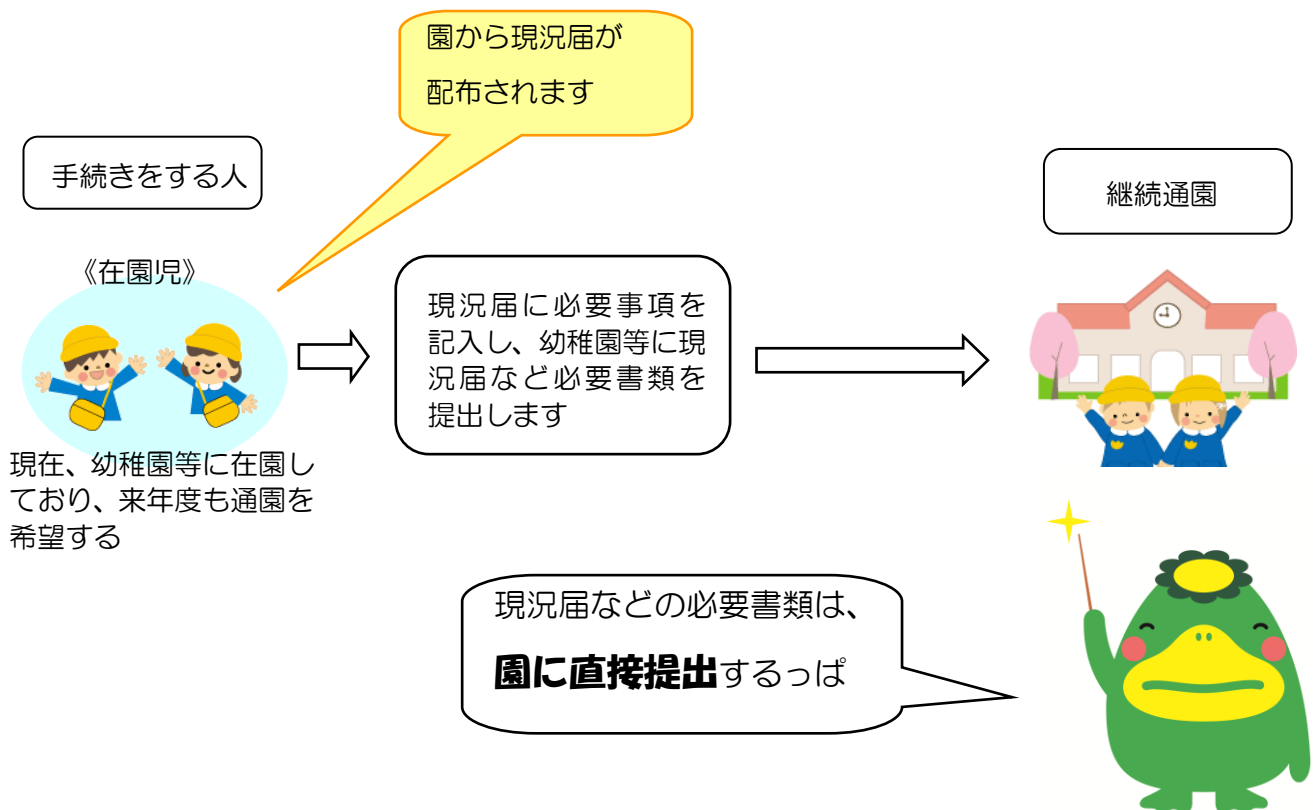 園から現況届が
配布されます
手続きをする人
継続通園
《在園児》
現況届に必要事項を
記入し、幼稚園等に現
況届など必要書類を
提出します
現在、幼稚園等に在園し
ており、来年度も通園を
希望する
現況届などの必要書類は、
園に直接提出するっぱ